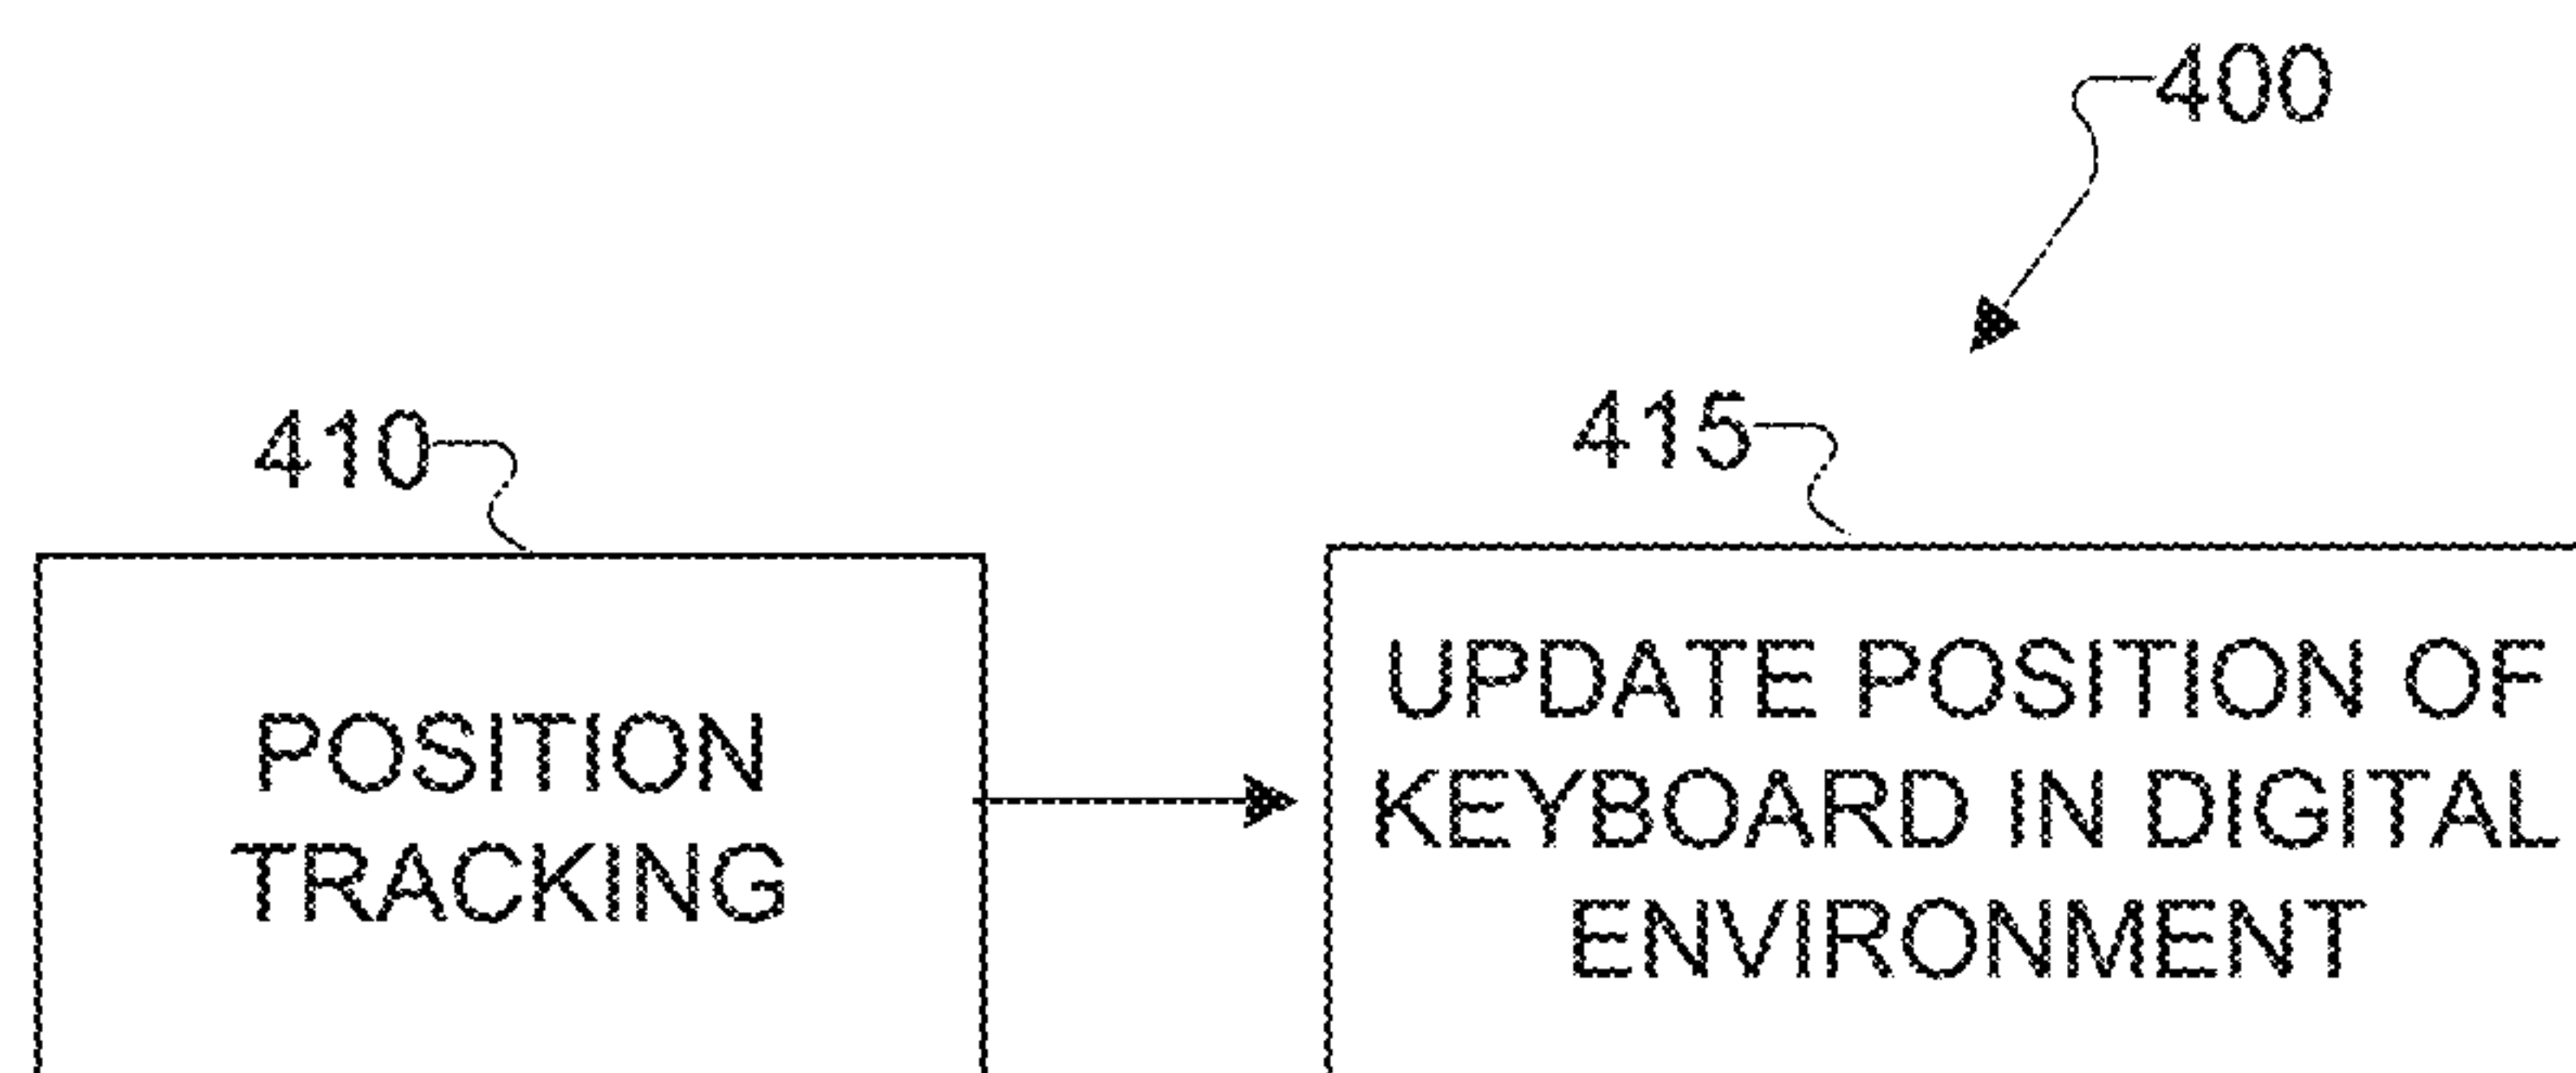 400
410
415
POSITION
TRACKING
UPDATE POSITION OF
KEYBOARD IN DIGITAL
ENVIRONMENT